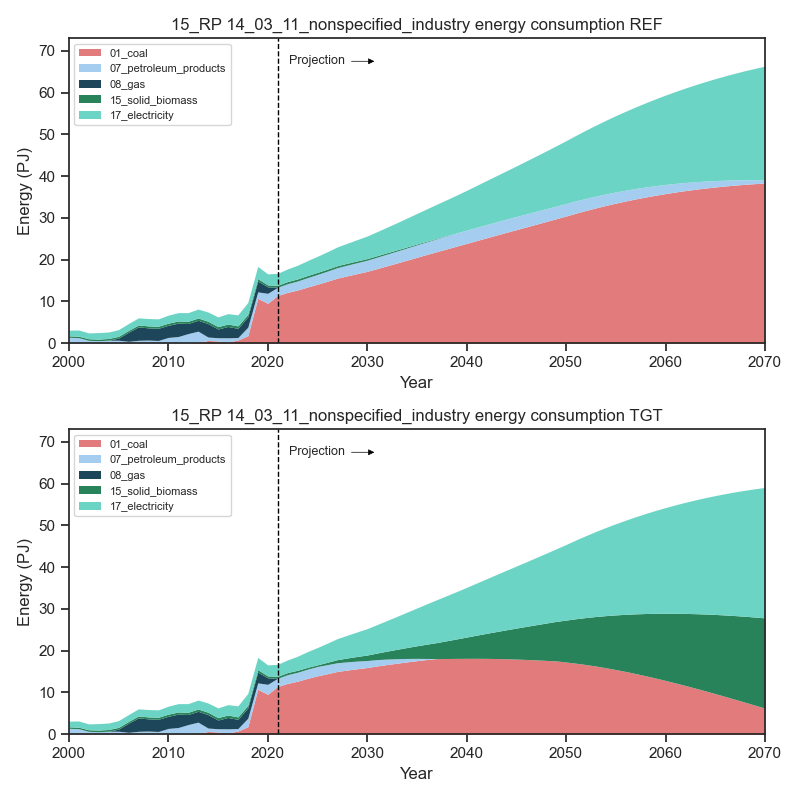 15_RP 14_03_11_nonspecified_industry energy consumption REF
70
60
50
40
30
20
10
0
Energy (PJ)
01_coal
07_petroleum_products
08_gas
15_solid_biomass
17_electricity
Projection
2000 2010 2020 2030 2040 2050 2060 2070
Year
15_RP 14_03_11_nonspecified_industry energy consumption TGT
70
60
50
40
30
20
10
0
Energy (PJ)
01_coal
07_petroleum_products
08_gas
15_solid_biomass
17_electricity
Projection
2000 2010 2020 2030 2040 2050 2060 2070
Year